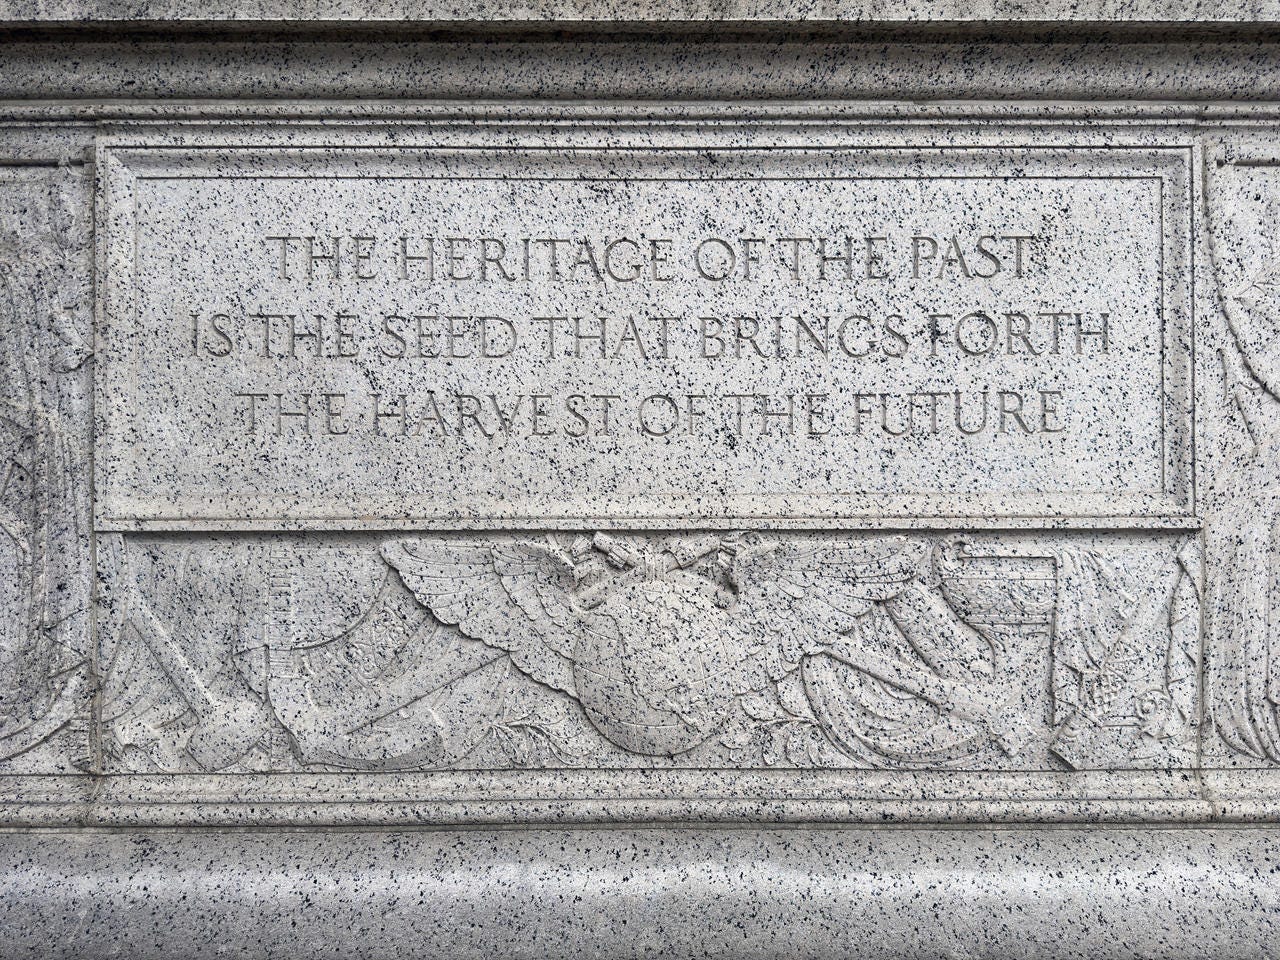 THE HERITAGE OF THE PAST
IS THE SEED THAT BRINGS FORTH
THE HARVEST OF THE FUTURE